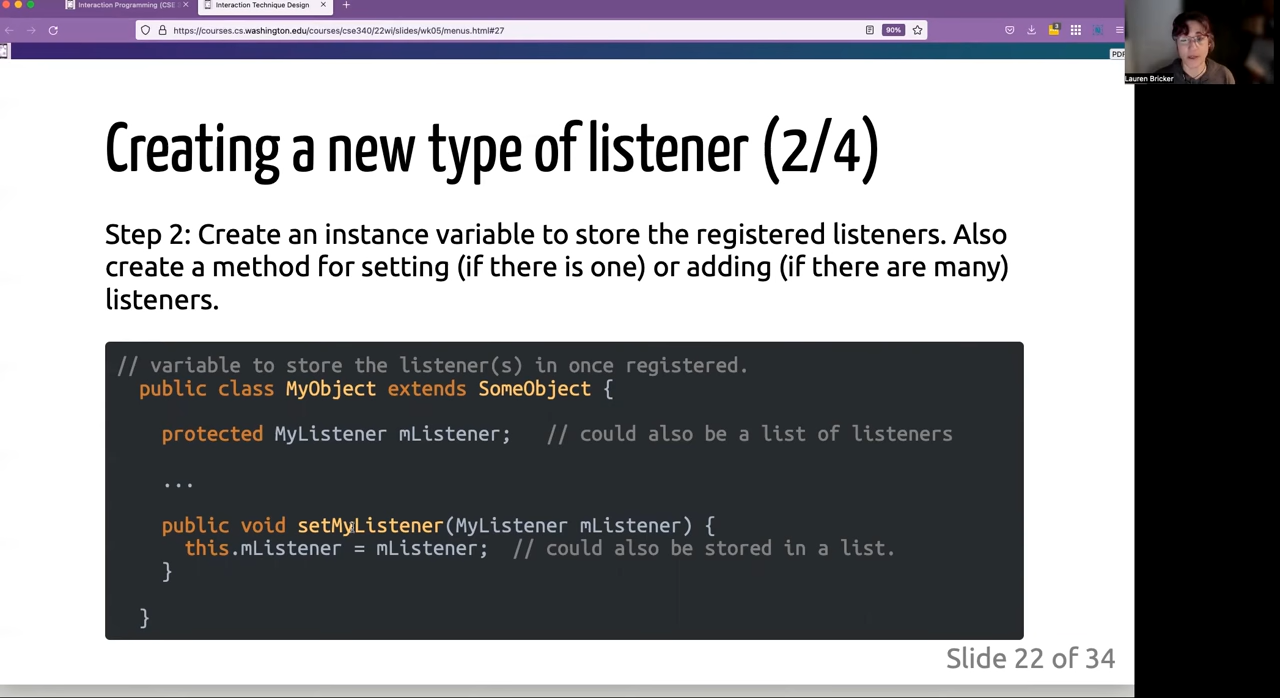 Interaction Programming (CSE
Interaction Technique Design
https://courses.cs.washington.edu/courses/cse340/22wi/slides/wk05/menus.html#27
90%
3
PDF
Lauren Bricker
Creating a new type of listener (2/4)
Step 2: Create an instance variable to store the registered listeners. Also
create a method for setting (if there is one) or adding (if there are many)
listeners.
// variable to store the listener(s) in once registered.
public class MyObject extends SomeObject {
protected MyListener mListener; // could also be a list of listeners
...
public void setMyListener(MyListener mListener) {
this.mListener = mListener; // could also be stored in a list.
}
}
Slide 22 of 34